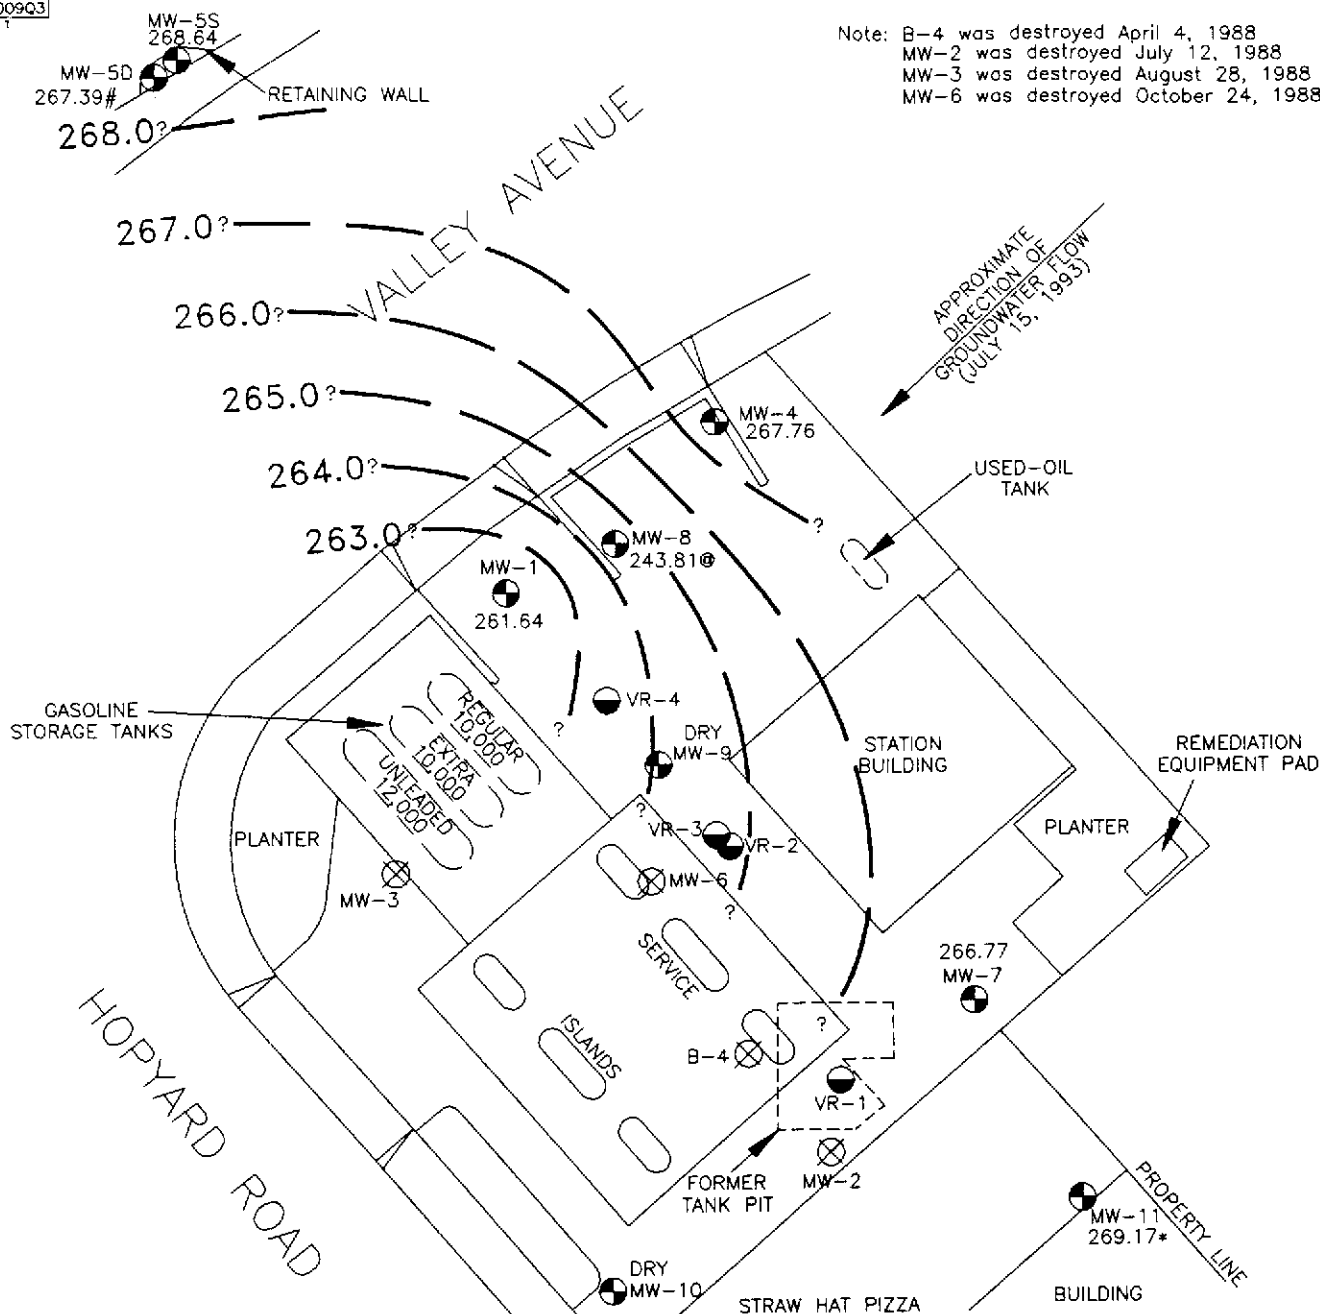 009Q3
MW-5S
268.64
MW-5D
267.39#
RETAINING WALL
Note: B-4 was destroyed April 4, 1988
MW-2 was destroyed July 12, 1988
MW-3 was destroyed August 28, 1988
MW-6 was destroyed October 24, 1988
268.0?
VALLEY AVENUE
267.0?
266.0?
265.0?
264.0?
263.0?
APPROXIMATE
DIRECTION OF
GROUNDWATER FLOW
(JULY 15, 1993)
MW-4
267.76
USED-OIL
TANK
?
MW-8
243.81@
MW-1
261.64
VR-4
?
GASOLINE
STORAGE TANKS
REGULAR
10,000
EXTRA
10,000
UNLEADED
12,000
DRY
MW-9
STATION
BUILDING
REMEDIATION
EQUIPMENT PAD
?
VR-3
VR-2
PLANTER
PLANTER
MW-3
MW-6
?
SERVICE
ISLANDS
266.77
MW-7
?
B-4
VR-1
HOPYARD ROAD
FORMER
TANK PIT
MW-2
PROPERTY LINE
MW-11
269.17*
DRY
MW-10
STRAW HAT PIZZA
BUILDING